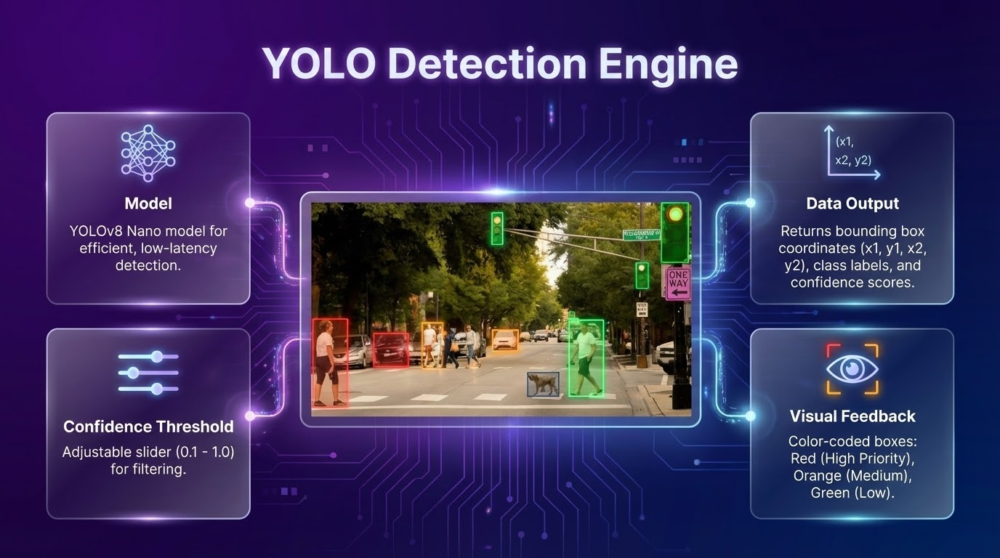 YOLO Detection Engine
Model
YOLOv8 Nano model for
efficient, low-latency
detection.
Confidence Threshold
Adjustable slider (0.1 - 1.0)
for filtering.
ONE
WAY
(x1,
x2, y2)
Data Output
Returns bounding box
coordinates (x1, y1, x2,
y2), class labels, and
confidence scores.
Visual Feedback
Color-coded boxes:
Red (High Priority),
Orange (Medium),
Green (Low).